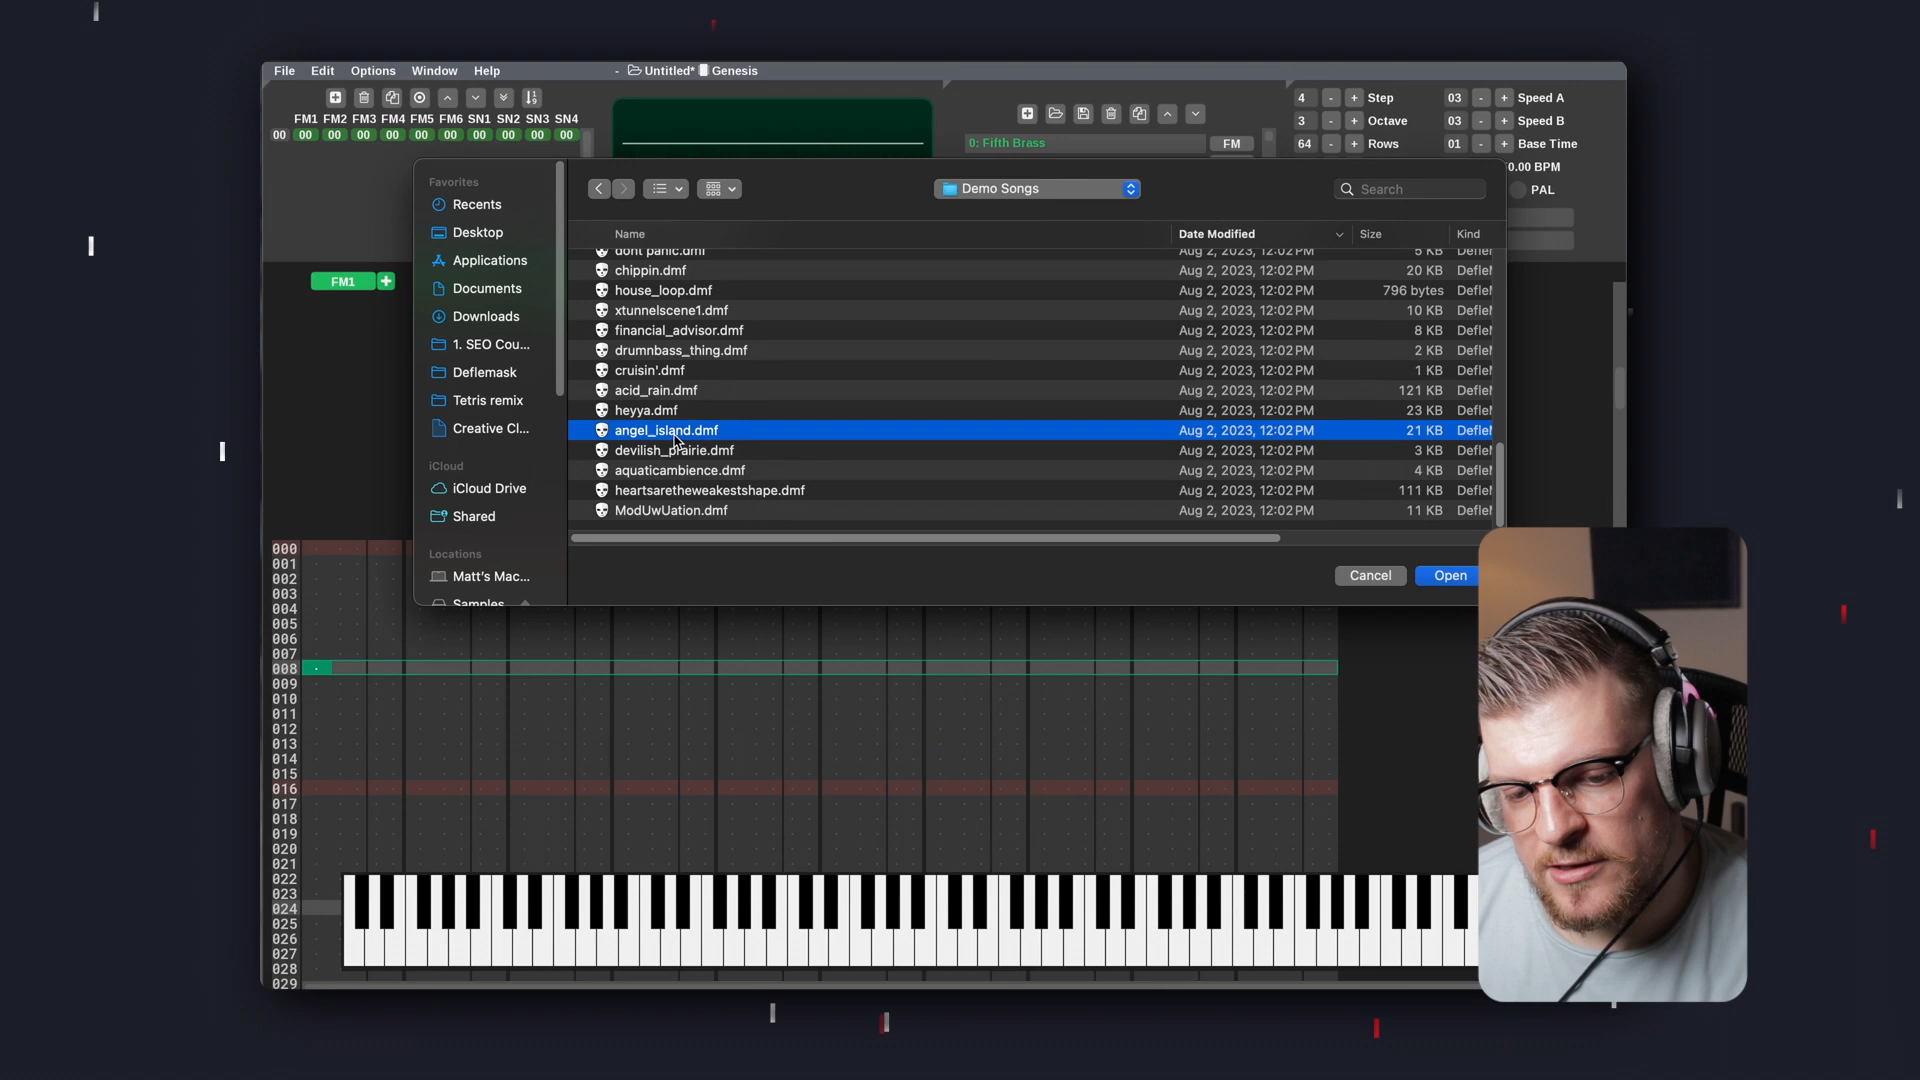 File Edit Options Window Help - Untitled* Genesis
FM1 FM2 FM3 FM4 FM5 FM6 SN1 SN2 SN3 SN4
00 00 00 00 00 00 00 00 00 00 00
0: Fifth Brass FM
4 - + Step 03 - + Speed A
3 - + Octave 03 - + Speed B
64 - + Rows 01 - + Base Time
0.00 BPM
PAL
FM1
Favorites
Recents
Desktop
Applications
Documents
Downloads
1. SEO Cou...
Deflemask
Tetris remix
Creative Cl...
iCloud
iCloud Drive
Shared
Locations
Matt's Mac...
Samples
Demo Songs
Search
Name Date Modified Size Kind
dont panic.dmf Aug 2, 2023, 12:02 PM 5 KB Defle
chippin.dmf Aug 2, 2023, 12:02 PM 20 KB Defle
house_loop.dmf Aug 2, 2023, 12:02 PM 796 bytes Defle
xtunnelscene1.dmf Aug 2, 2023, 12:02 PM 10 KB Defle
financial_advisor.dmf Aug 2, 2023, 12:02 PM 8 KB Defle
drumnbass_thing.dmf Aug 2, 2023, 12:02 PM 2 KB Defle
cruisin'.dmf Aug 2, 2023, 12:02 PM 1 KB Defle
acid_rain.dmf Aug 2, 2023, 12:02 PM 121 KB Defle
heyya.dmf Aug 2, 2023, 12:02 PM 23 KB Defle
angel_island.dmf Aug 2, 2023, 12:02 PM 21 KB Defle
devilish_prairie.dmf Aug 2, 2023, 12:02 PM 3 KB Defle
aquaticambience.dmf Aug 2, 2023, 12:02 PM 4 KB Defle
heartsaretheweakestshape.dmf Aug 2, 2023, 12:02 PM 111 KB Defle
ModUwUation.dmf Aug 2, 2023, 12:02 PM 11 KB Defle
Cancel Open
000
001
002
003
004
005
006
007
008
009
010
011
012
013
014
015
016
017
018
019
020
021
022
023
024
025
026
027
028
029